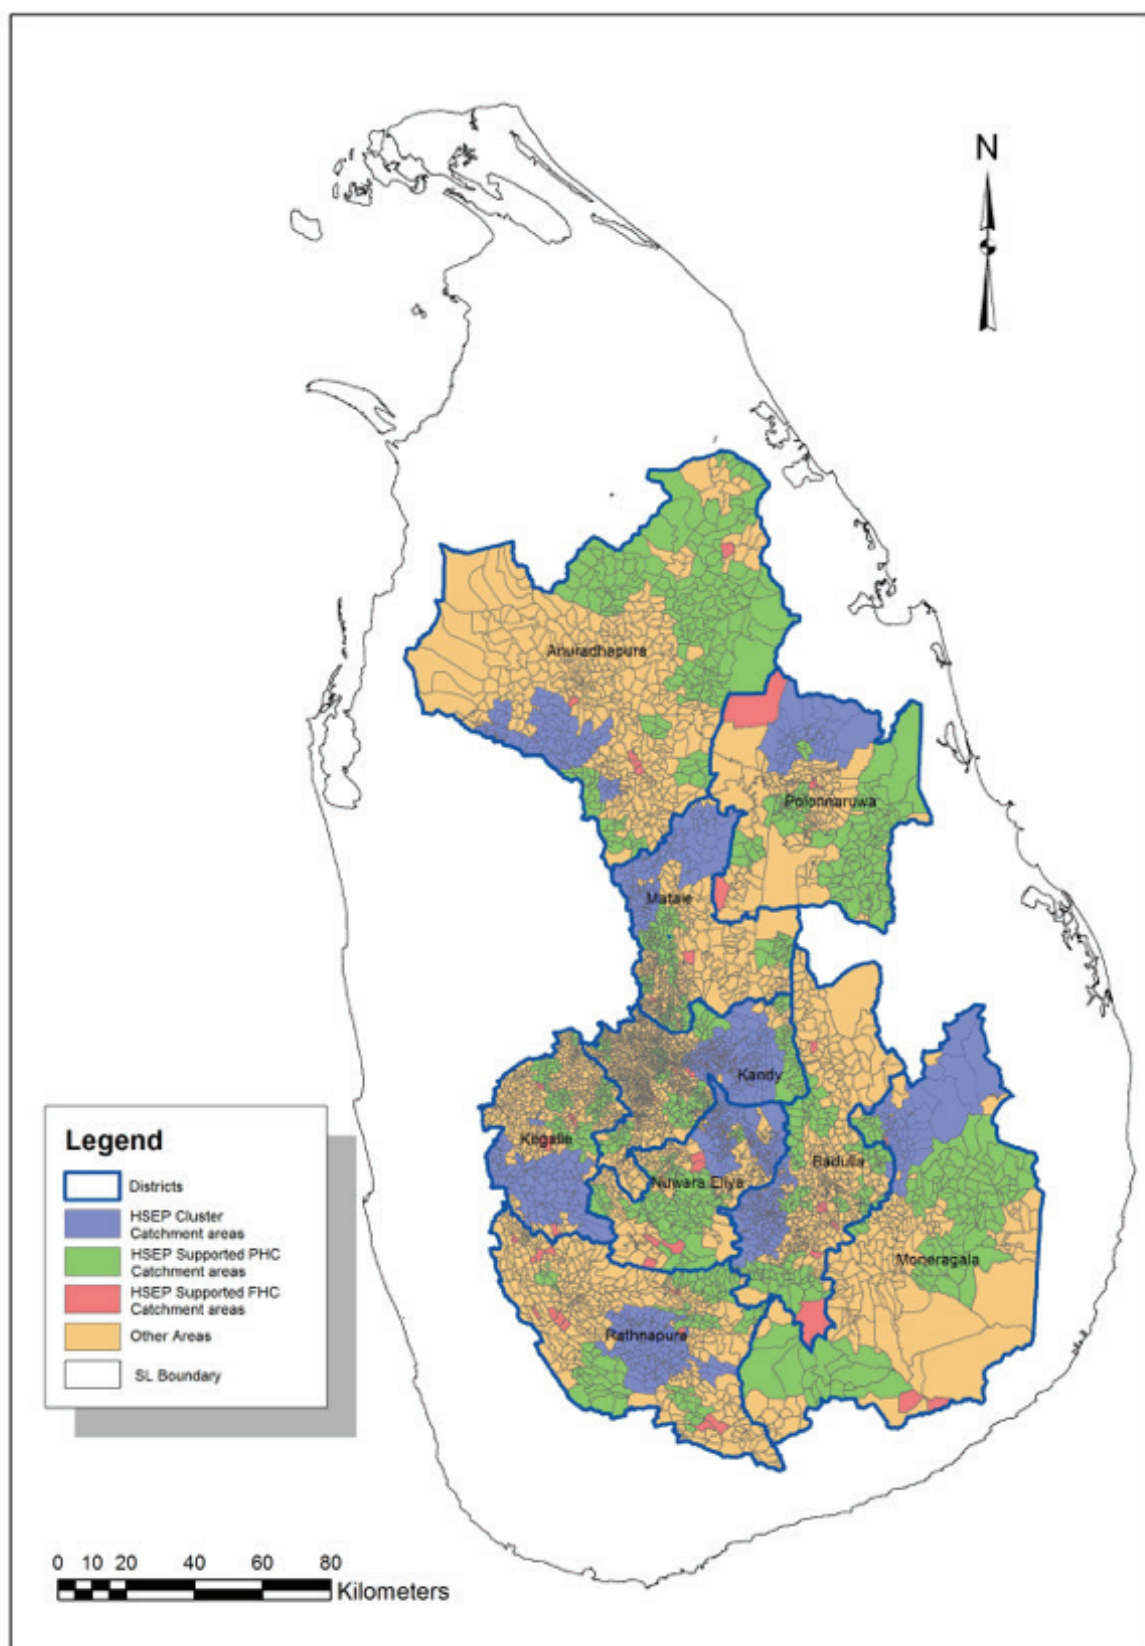 N
Anuradhapura
Polonnaruwa
Matale
Kandy
Kegalle
Badulla
Nuwara Eliya
Moneragala
Rathnapura
Legend
Districts
HSEP Cluster
Catchment areas
HSEP Supported PHC
Catchment areas
HSEP Supported FHC
Catchment areas
Other Areas
SL Boundary
0 10 20 40 60 80
Kilometers